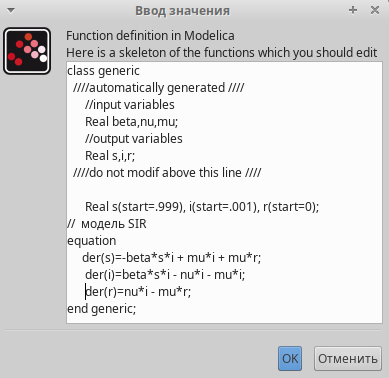 Ввод значения
Function definition in Modelica
Here is a skeleton of the functions which you should edit
class generic
////automatically generated ////
//input variables
Real beta,nu,mu;
//output variables
Real s,i,r;
////do not modif above this line ////
Real s(start=.999), i(start=.001), r(start=0);
// модель SIR
equation
der(s)=-beta*s*i + mu*i + mu*r;
der(i)=beta*s*i - nu*i - mu*i;
der(r)=nu*i - mu*r;
end generic;
OK
Отменить